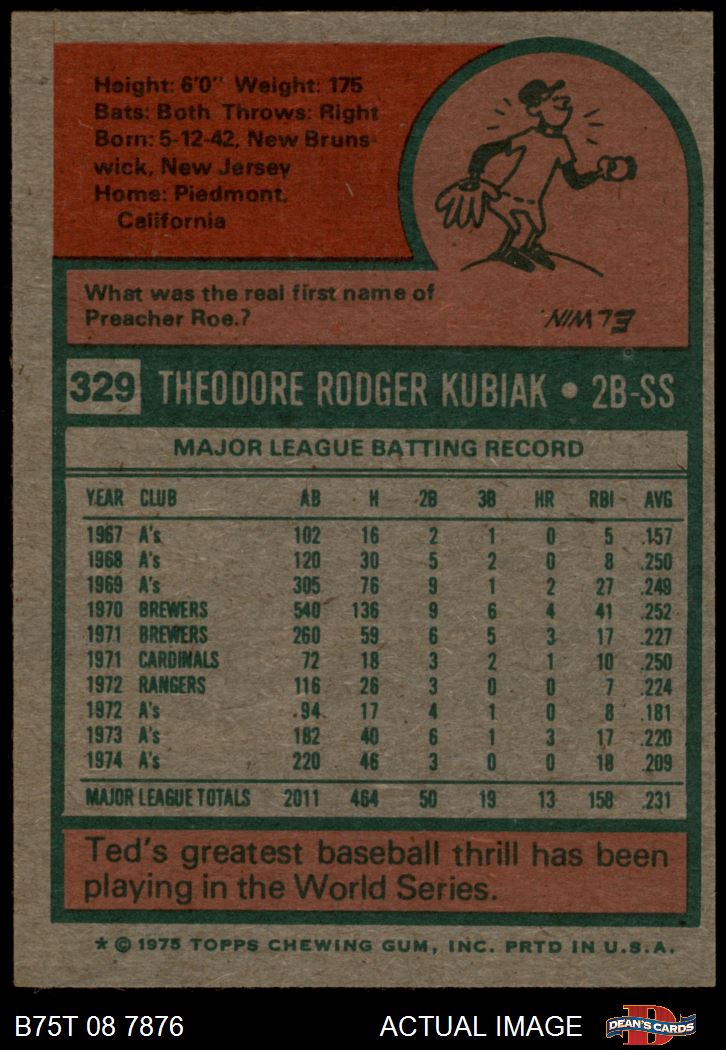 Height: 6'0" Weight: 175
Bats: Both Throws: Right
Born: 5-12-42, New Bruns-
wick, New Jersey
Home: Piedmont,
California
What was the real first name of
Preacher Roe.?
ELWIN.
329 THEODORE RODGER KUBIAK • 2B-SS
MAJOR LEAGUE BATTING RECORD
YEAR CLUB AB H 2B 3B HR RBI AVG
1967 A's 102 16 2 1 0 5 .157
1968 A's 120 30 5 2 0 8 .250
1969 A's 305 76 9 1 2 27 .249
1970 BREWERS 540 136 9 6 4 41 .252
1971 BREWERS 260 59 6 5 3 17 .227
1971 CARDINALS 72 18 3 2 1 10 .250
1972 RANGERS 116 26 3 0 0 7 .224
1972 A's 94 17 4 1 0 8 .181
1973 A's 182 40 6 1 3 17 .220
1974 A's 220 46 3 0 0 18 .209
MAJOR LEAGUE TOTALS 2011 464 50 19 13 158 .231
Ted's greatest baseball thrill has been
playing in the World Series.
* © 1975 TOPPS CHEWING GUM, INC. PRTD IN U.S.A.
B75T 08 7876 ACTUAL IMAGE D DEAN'S CARDS